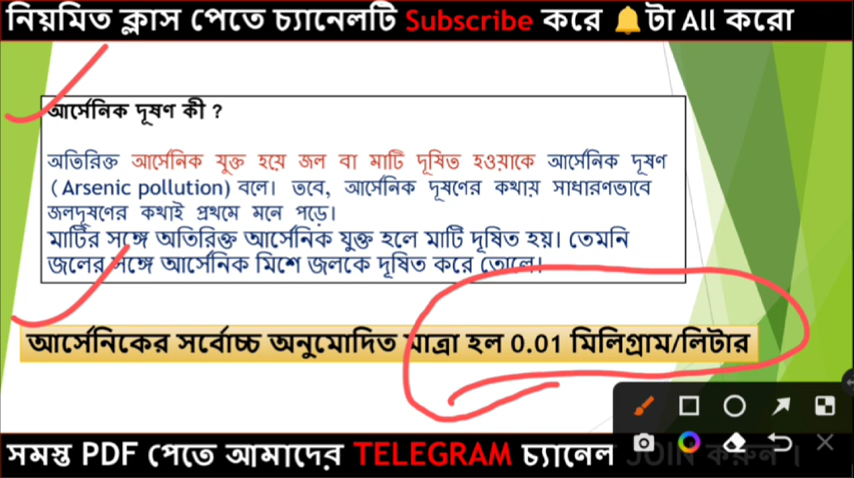 নিয়মিত ক্লাস পেতে চ্যানেলটি Subscribe করে 🔔টা All করো
আর্সেনিক দূষণ কী ?
অতিরিক্ত আর্সেনিক যুক্ত হয়ে জল বা মাটি দূষিত হওয়াকে আর্সেনিক দূষণ
( Arsenic pollution) বলে। তবে, আর্সেনিক দূষণের কথায় সাধারণভাবে
জলদূষণের কথাই প্রথমে মনে পড়ে।
মাটির সঙ্গে অতিরিক্ত আর্সেনিক যুক্ত হলে মাটি দূষিত হয়। তেমনি
জলের সঙ্গে আর্সেনিক মিশে জলকে দূষিত করে তোলে।
আর্সেনিকের সর্বোচ্চ অনুমোদিত মাত্রা হল 0.01 মিলিগ্রাম/লিটার
সমস্ত PDF পেতে আমাদের TELEGRAM চ্যানেল JOIN করুন ।